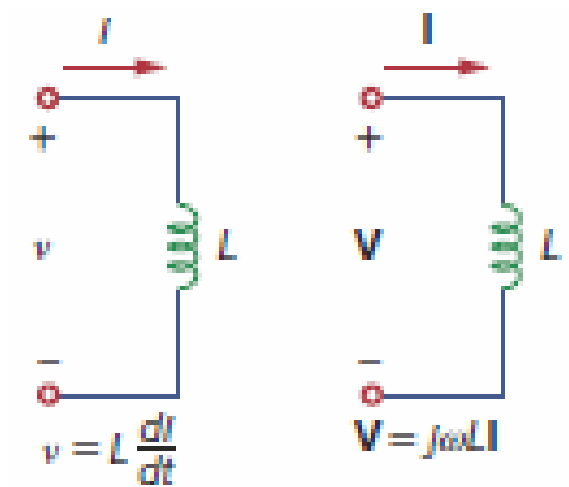 i I
+ +
v L V L
− −
v = L di/dt V = jωLI